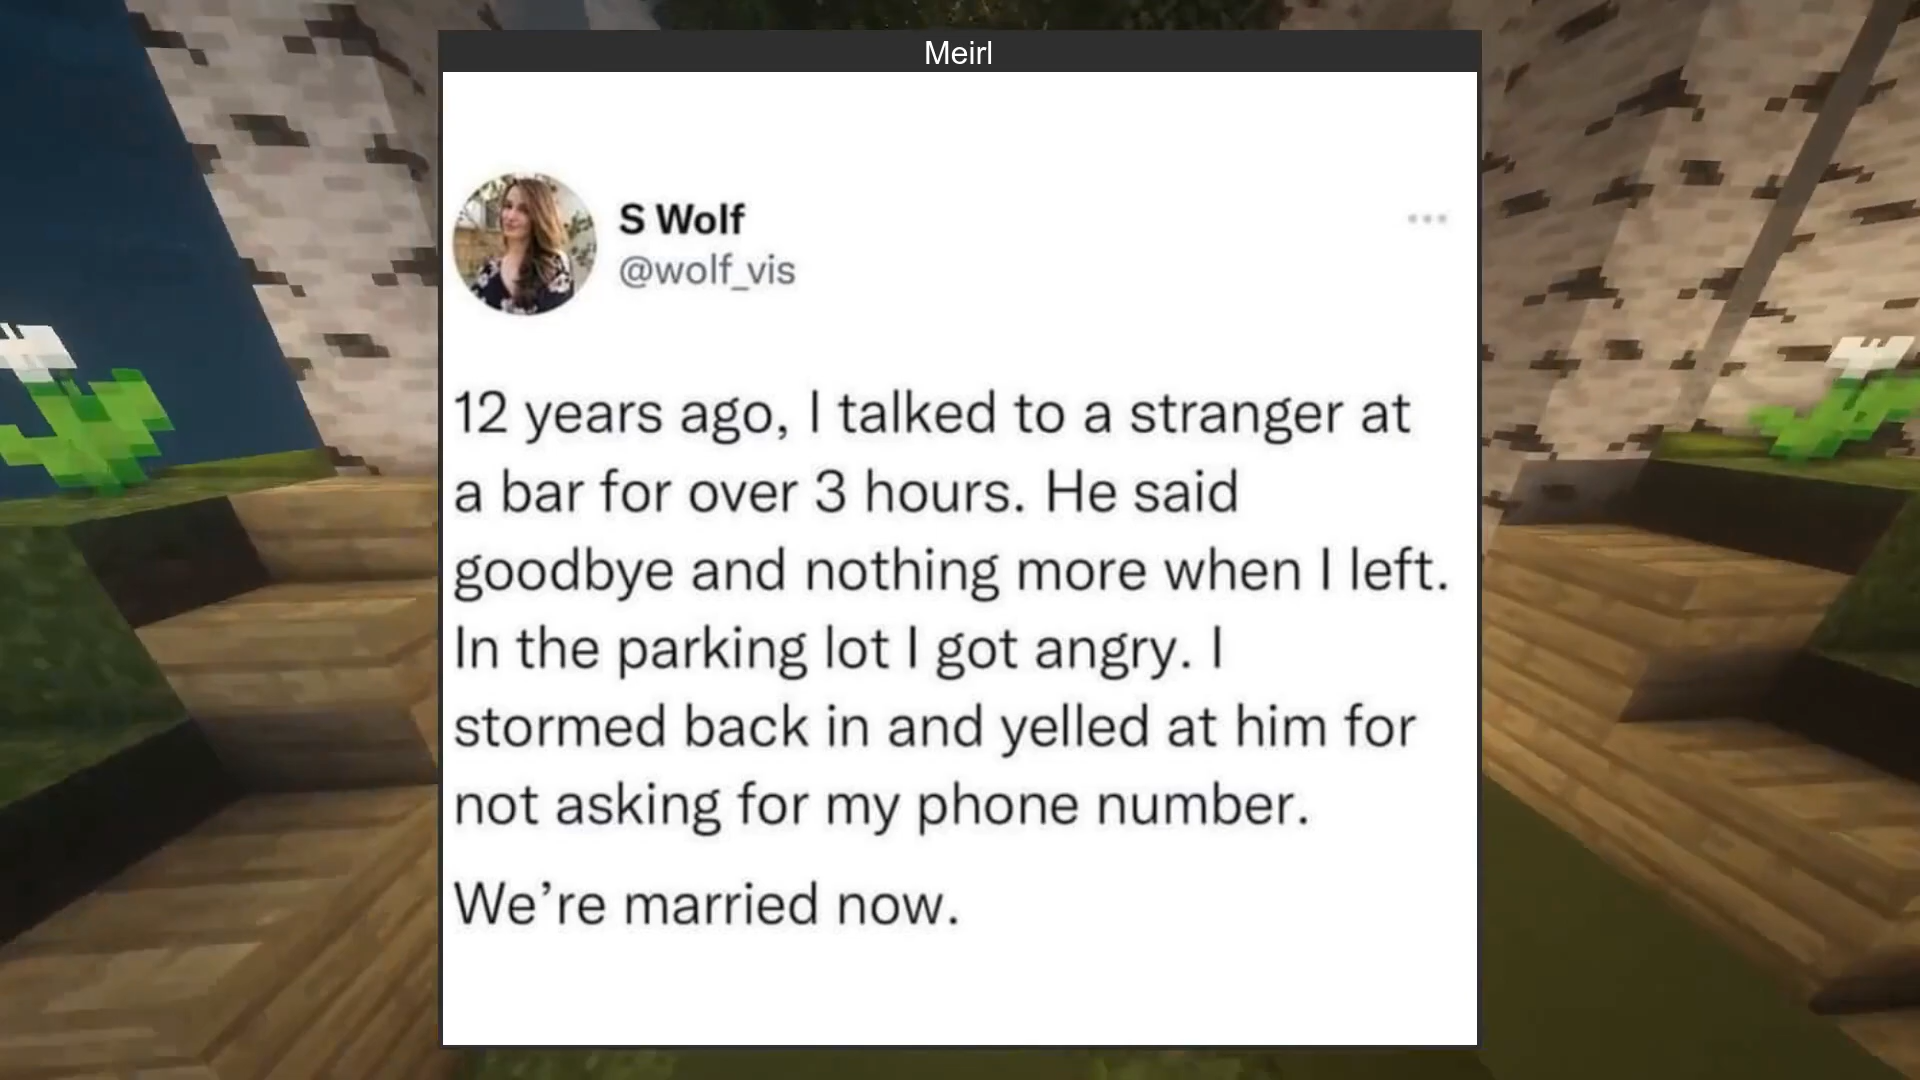 Meirl
S Wolf
@wolf_vis
12 years ago, I talked to a stranger at
a bar for over 3 hours. He said
goodbye and nothing more when I left.
In the parking lot I got angry. I
stormed back in and yelled at him for
not asking for my phone number.
We’re married now.